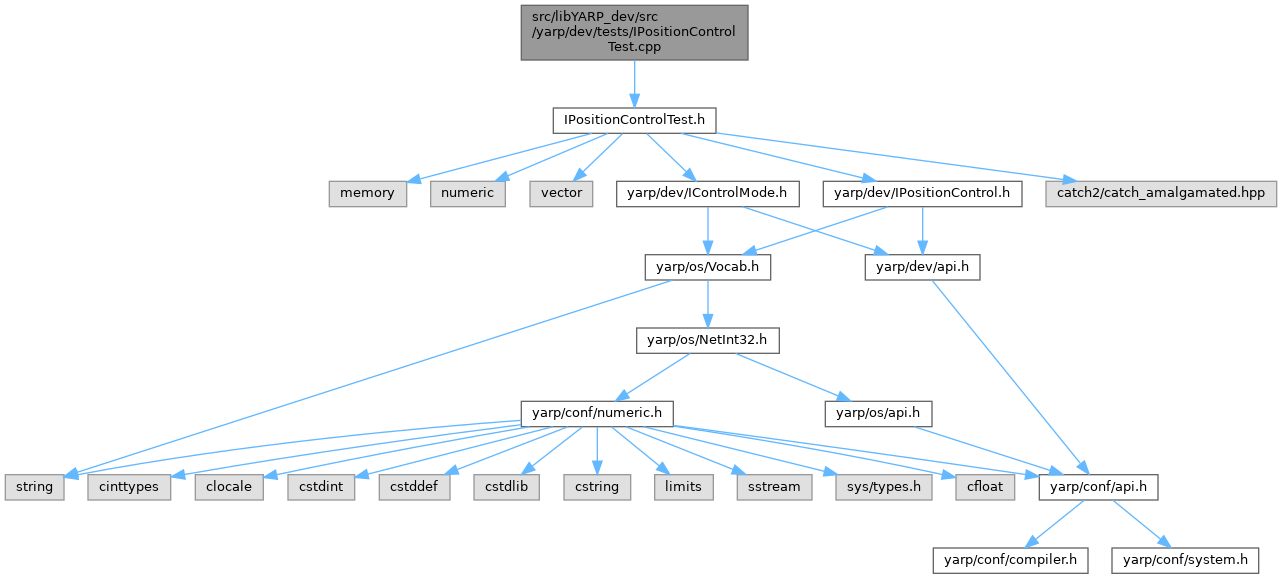 src/libYARP_dev/src
/yarp/dev/tests/IPositionControl
Test.cpp
IPositionControlTest.h
memory
numeric
vector
yarp/dev/IControlMode.h
yarp/dev/IPositionControl.h
catch2/catch_amalgamated.hpp
yarp/os/Vocab.h
yarp/dev/api.h
yarp/os/NetInt32.h
yarp/conf/numeric.h
yarp/os/api.h
string
cinttypes
clocale
cstdint
cstddef
cstdlib
cstring
limits
sstream
sys/types.h
cfloat
yarp/conf/api.h
yarp/conf/compiler.h
yarp/conf/system.h